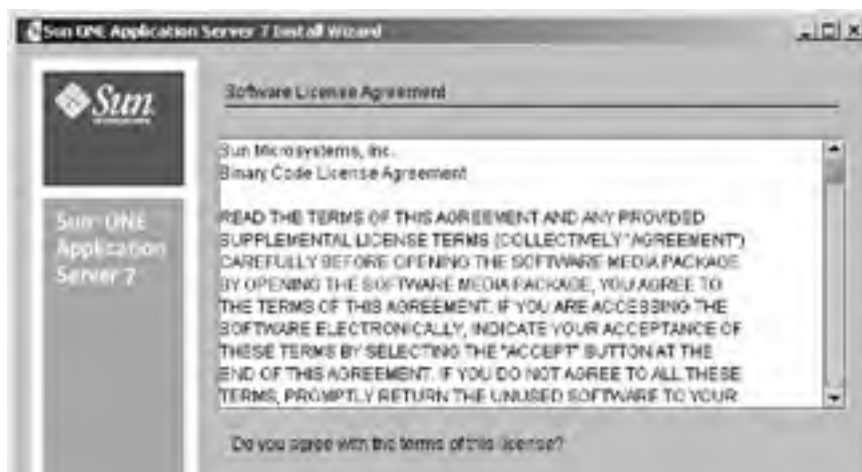 Sun ONE Application Server 7 Install Wizard
Sun
Software License Agreement
Sun ONE
Application
Server 7
Sun Microsystems, Inc.
Binary Code License Agreement
READ THE TERMS OF THIS AGREEMENT AND ANY PROVIDED
SUPPLEMENTAL LICENSE TERMS (COLLECTIVELY "AGREEMENT")
CAREFULLY BEFORE OPENING THE SOFTWARE MEDIA PACKAGE.
BY OPENING THE SOFTWARE MEDIA PACKAGE, YOU AGREE TO
THE TERMS OF THIS AGREEMENT. IF YOU ARE ACCESSING THE
SOFTWARE ELECTRONICALLY, INDICATE YOUR ACCEPTANCE OF
THESE TERMS BY SELECTING THE "ACCEPT" BUTTON AT THE
END OF THIS AGREEMENT. IF YOU DO NOT AGREE TO ALL THESE
TERMS, PROMPTLY RETURN THE UNUSED SOFTWARE TO YOUR
Do you agree with the terms of this license?